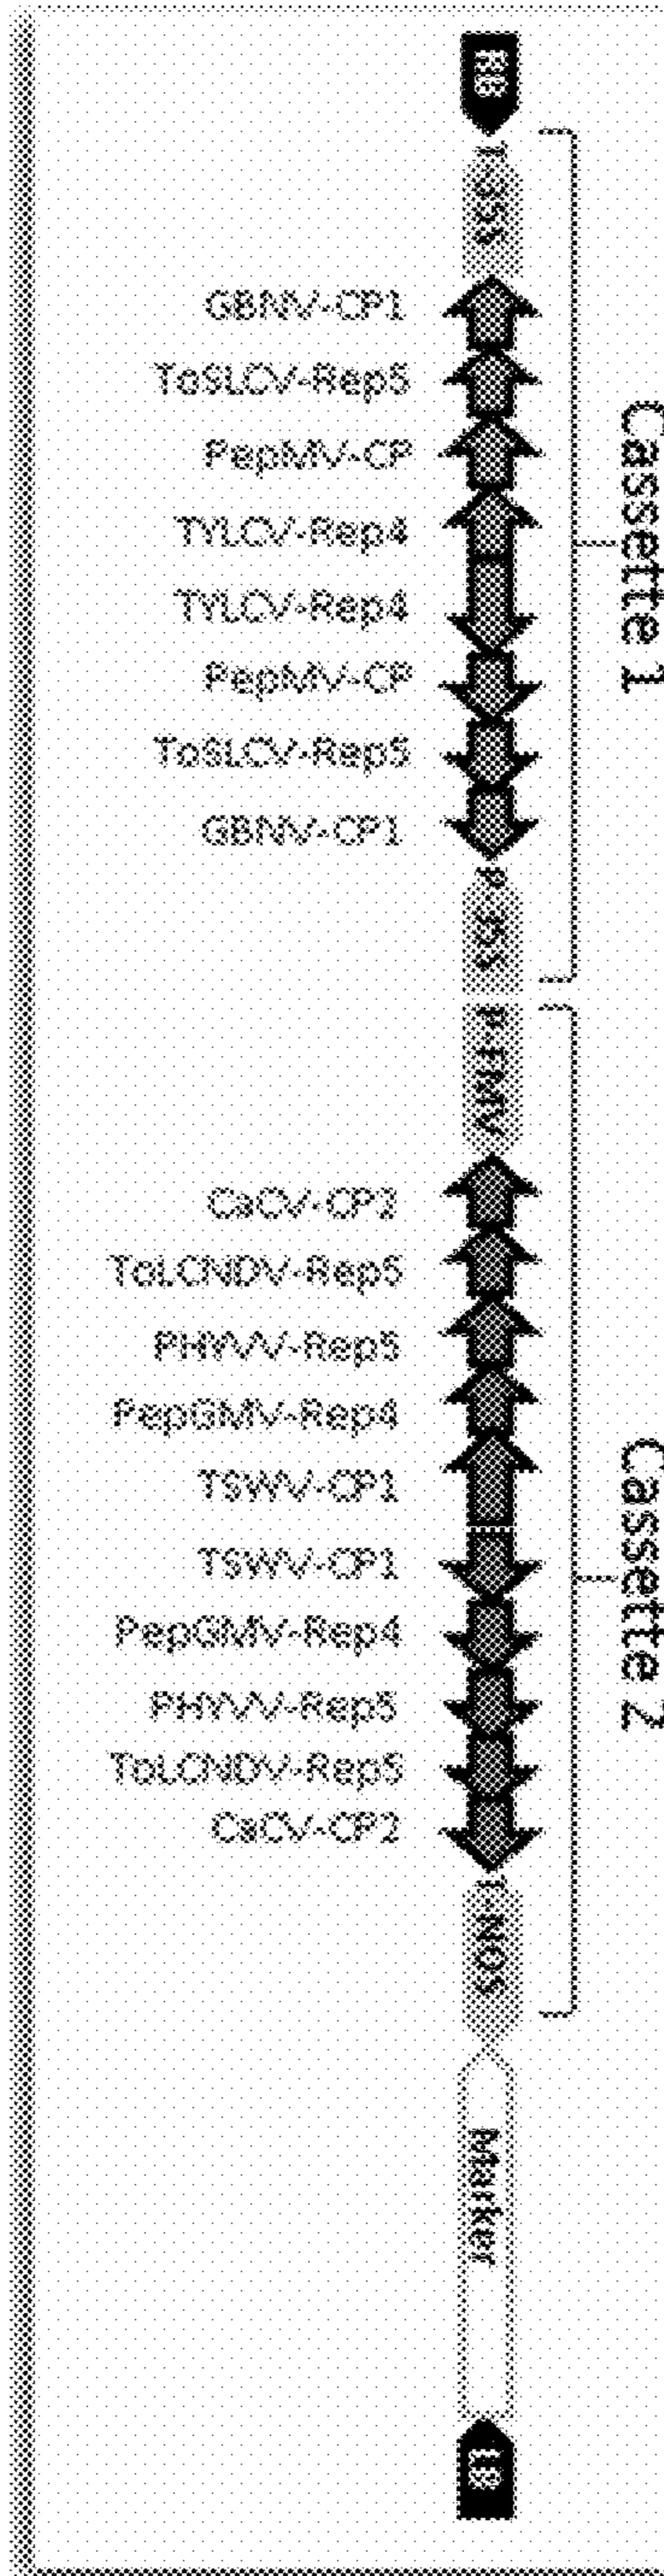 RB
T-35S
Cassette 1
GBNV-CP1
ToSLCV-Rep5
PepMV-CP
TYLCV-Rep4
TYLCV-Rep4
PepMV-CP
ToSLCV-Rep5
GBNV-CP1
P-35S
P-FMV
Cassette 2
CaCV-CP2
ToLCNDV-Rep5
PHYVV-Rep5
PepGMV-Rep4
TSWV-CP1
TSWV-CP1
PepGMV-Rep4
PHYVV-Rep5
ToLCNDV-Rep5
CaCV-CP2
T-NOS
Marker
LB